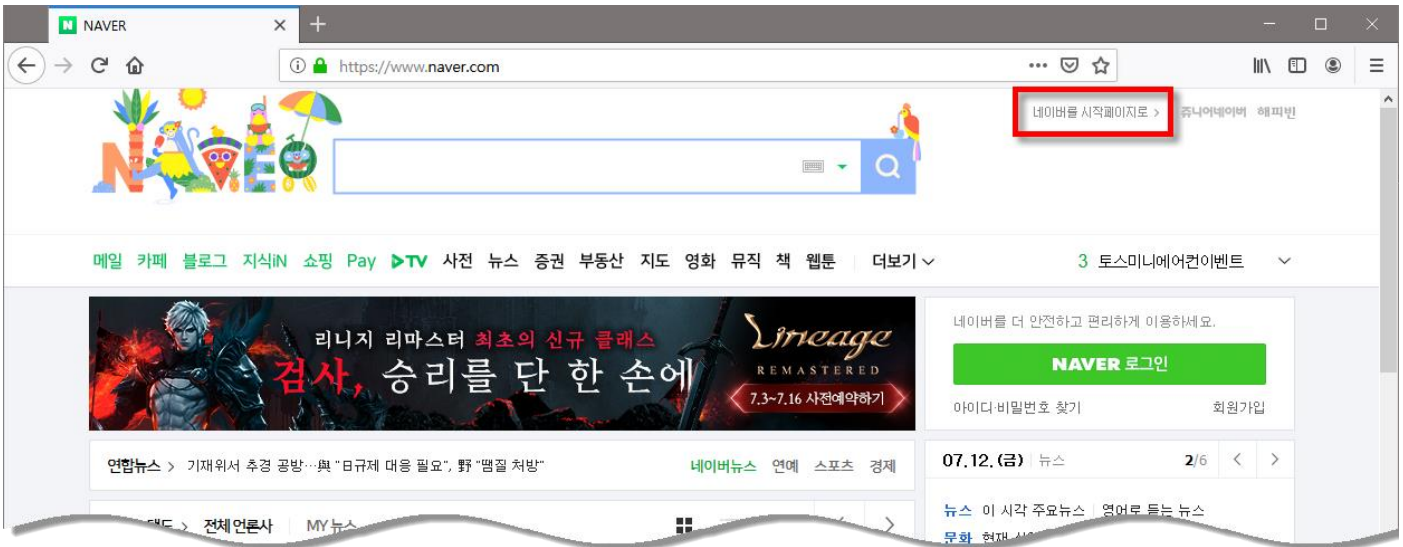 NAVER
https://www.naver.com
네이버를 시작페이지로 >
쥬니어네이버 해피빈
NAVER
메일 카페 블로그 지식iN 쇼핑 Pay TV 사전 뉴스 증권 부동산 지도 영화 뮤직 책 웹툰 더보기
3 토스미니에어컨이벤트
리니지 리마스터 최초의 신규 클래스
검사, 승리를 단 한 손에
Lineage
REMASTERED
7.3~7.16 사전예약하기
네이버를 더 안전하고 편리하게 이용하세요.
NAVER 로그인
아이디·비밀번호 찾기 회원가입
연합뉴스 > 기재위서 추경 공방…與 "日규제 대응 필요", 野 "땜질 처방"
네이버뉴스 연예 스포츠 경제
07.12.(금) 뉴스 2/6 < >
전체 언론사 MY 뉴스
뉴스 이 시각 주요뉴스 영어로 듣는 뉴스
문화 현재